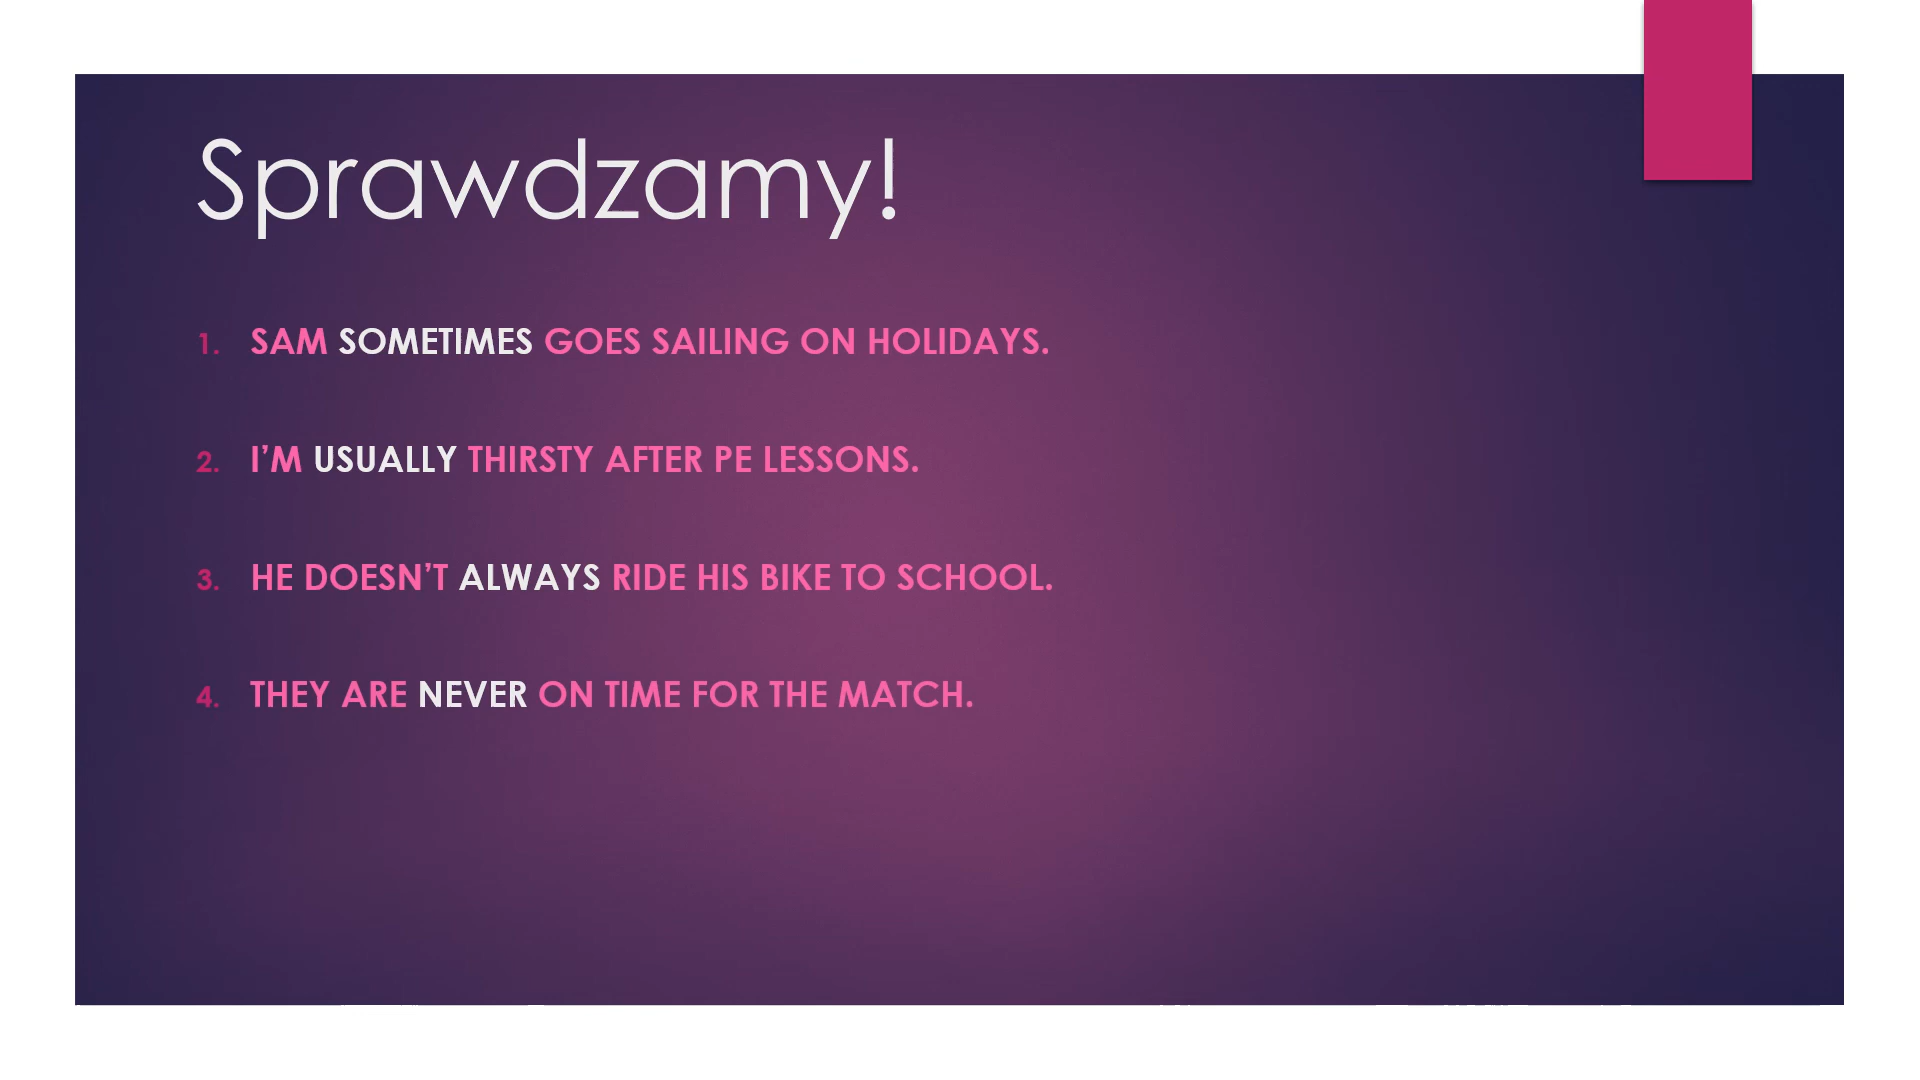 Sprawdzamy!
1. SAM SOMETIMES GOES SAILING ON HOLIDAYS.
2. I’M USUALLY THIRSTY AFTER PE LESSONS.
3. HE DOESN’T ALWAYS RIDE HIS BIKE TO SCHOOL.
4. THEY ARE NEVER ON TIME FOR THE MATCH.